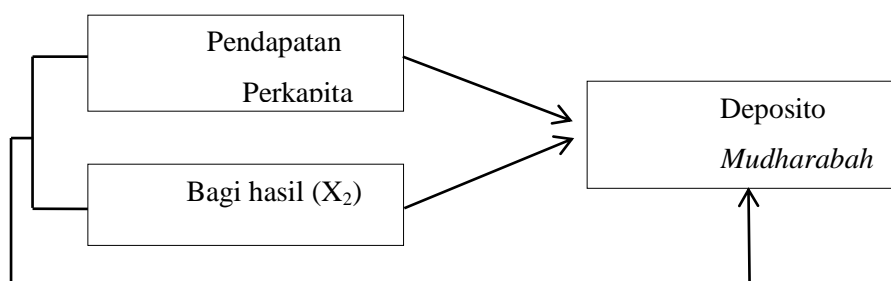 Pendapatan
Perkapita
Bagi hasil (X₂)
Deposito
Mudharabah